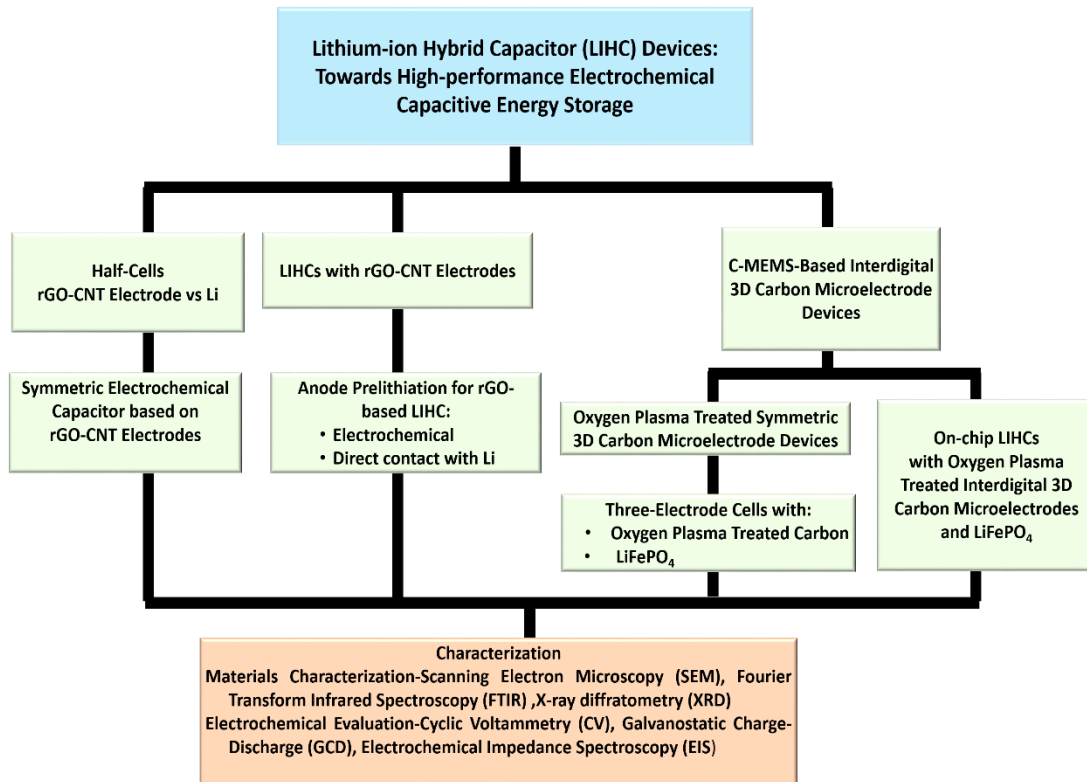 Lithium-ion Hybrid Capacitor (LIHC) Devices:
Towards High-performance Electrochemical
Capacitive Energy Storage
Half-Cells
rGO-CNT Electrode vs Li
LIHCs with rGO-CNT Electrodes
C-MEMS-Based Interdigital
3D Carbon Microelectrode
Devices
Symmetric Electrochemical
Capacitor based on
rGO-CNT Electrodes
Anode Prelithiation for rGO-
based LIHC:
• Electrochemical
• Direct contact with Li
Oxygen Plasma Treated Symmetric
3D Carbon Microelectrode Devices
Three-Electrode Cells with:
• Oxygen Plasma Treated Carbon
• LiFePO₄
On-chip LIHCs
with Oxygen Plasma
Treated Interdigital 3D
Carbon Microelectrodes
and LiFePO₄
Characterization
Materials Characterization-Scanning Electron Microscopy (SEM), Fourier
Transform Infrared Spectroscopy (FTIR) ,X-ray diffratometry (XRD)
Electrochemical Evaluation-Cyclic Voltammetry (CV), Galvanostatic Charge-
Discharge (GCD), Electrochemical Impedance Spectroscopy (EIS)